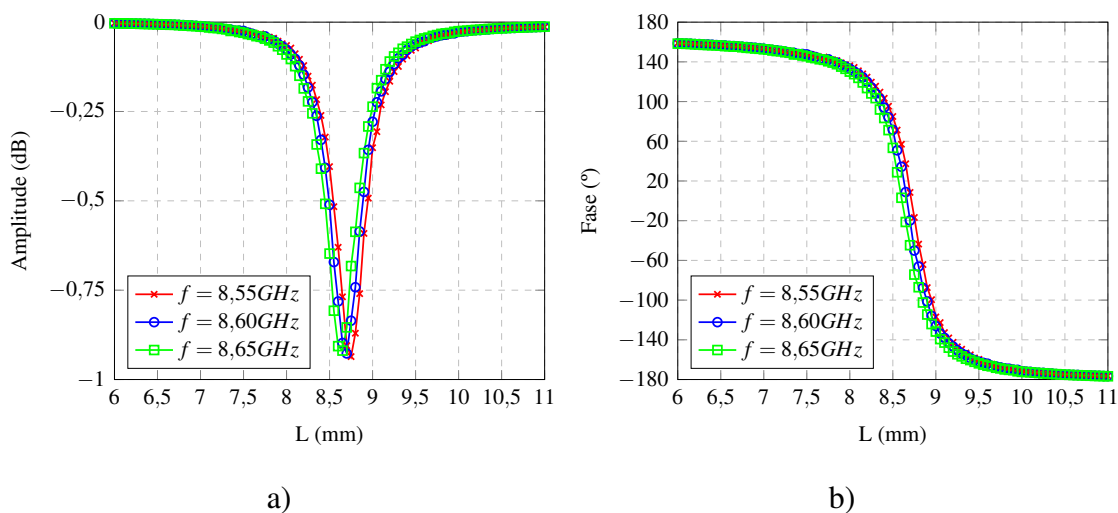 0
−0,25
−0,5
−0,75
−1
Amplitude (dB)
f = 8,55GHz
f = 8,60GHz
f = 8,65GHz
6 6,5 7 7,5 8 8,5 9 9,5 10 10,5 11
L (mm)
a)
180
140
100
60
20
−20
−60
−100
−140
−180
Fase (º)
f = 8,55GHz
f = 8,60GHz
f = 8,65GHz
6 6,5 7 7,5 8 8,5 9 9,5 10 10,5 11
L (mm)
b)